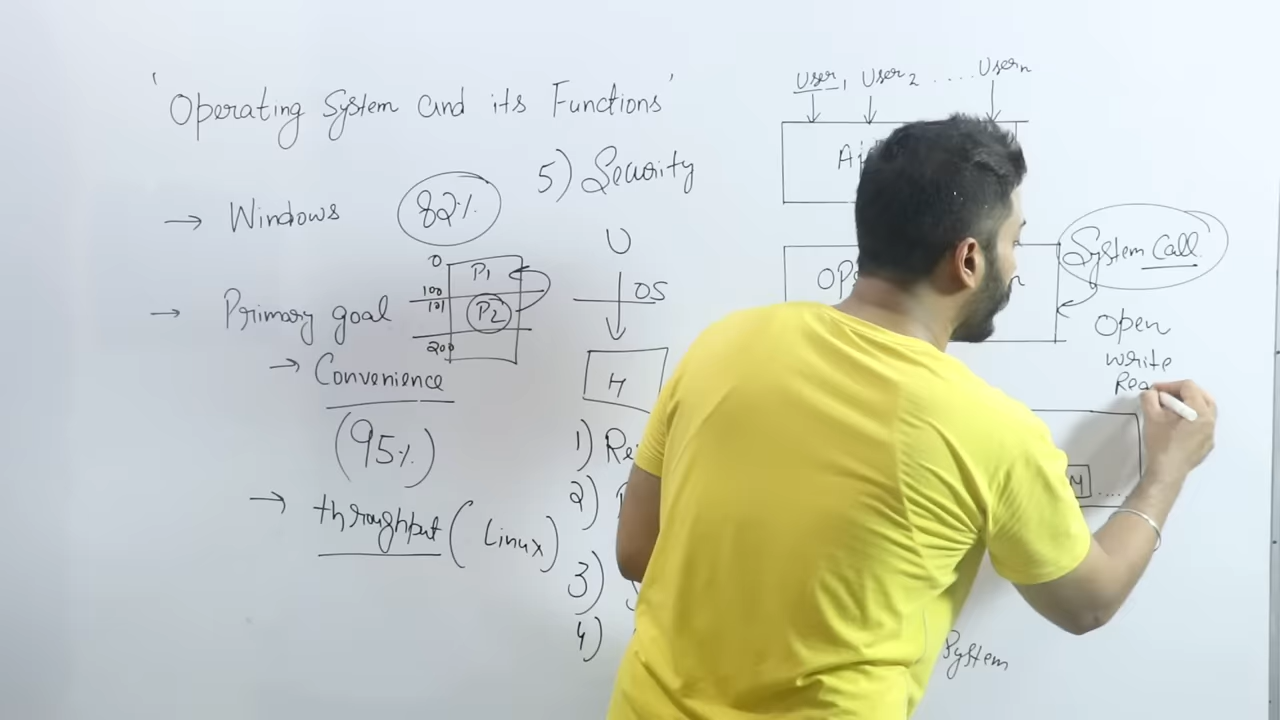 'Operating System and its Functions'
→ Windows
82%
→ Primary goal
→ Convenience
(95%)
→ throughput (Linux)
0
P1
100
101
P2
200
5) Security
U
OS
H
1) Re
2)
3)
4)
User1 User2 ..... Usern
System Call
Open
write
Rea
M .....
System